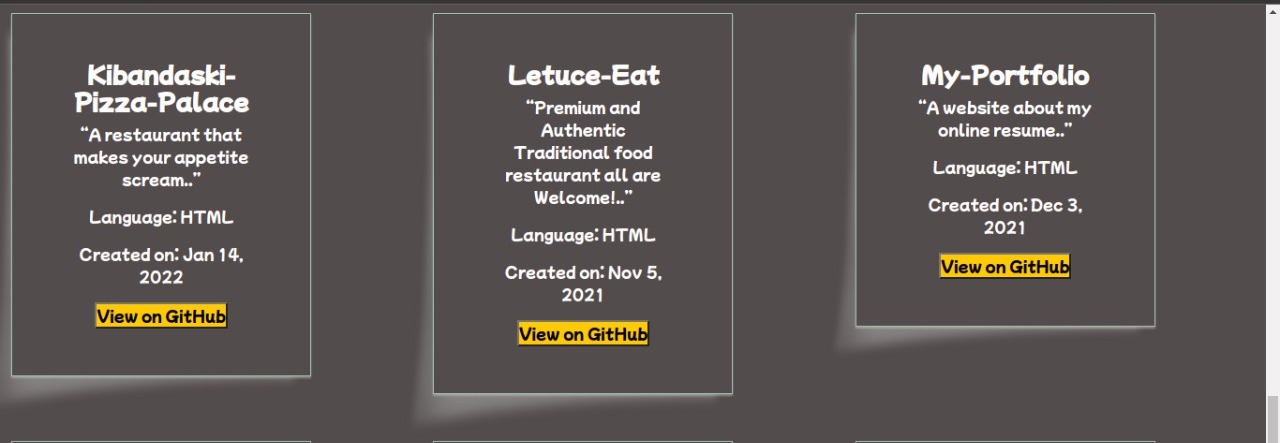 Kibandaski-
Pizza-Palace
“A restaurant that
makes your appetite
scream..”
Language: HTML
Created on: Jan 14,
2022
View on GitHub
Letuce-Eat
“Premium and
Authentic
Traditional food
restaurant all are
Welcome!..”
Language: HTML
Created on: Nov 5,
2021
View on GitHub
My-Portfolio
“A website about my
online resume..”
Language: HTML
Created on: Dec 3,
2021
View on GitHub